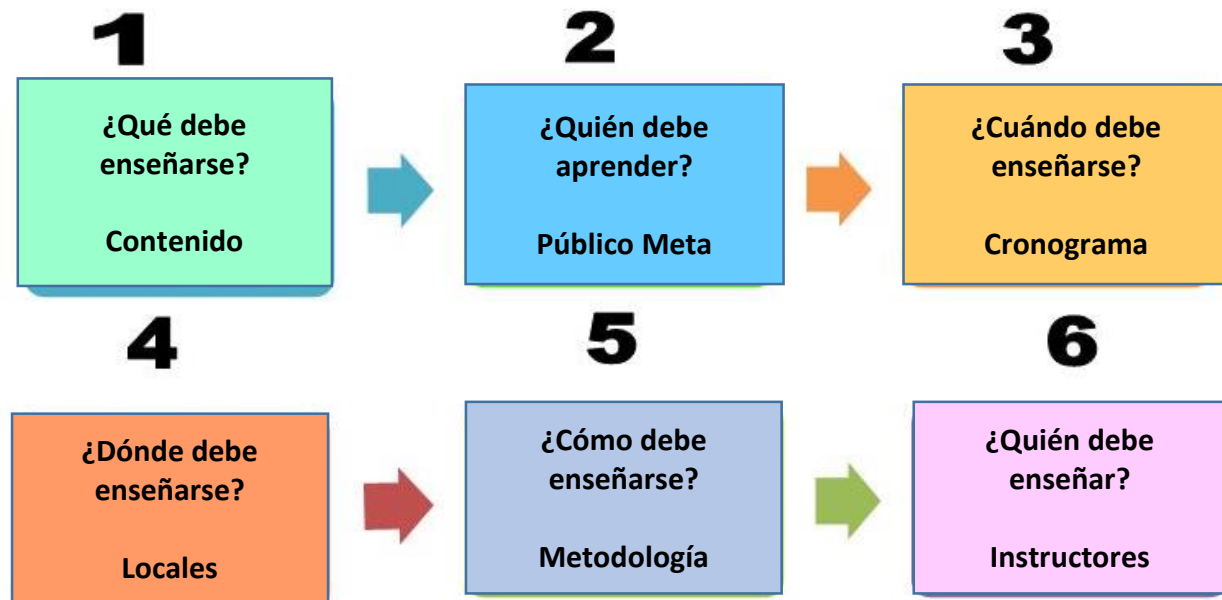 1
¿Qué debe
enseñarse?
Contenido
2
¿Quién debe
aprender?
Público Meta
3
¿Cuándo debe
enseñarse?
Cronograma
4
¿Dónde debe
enseñarse?
Locales
5
¿Cómo debe
enseñarse?
Metodología
6
¿Quién debe
enseñar?
Instructores